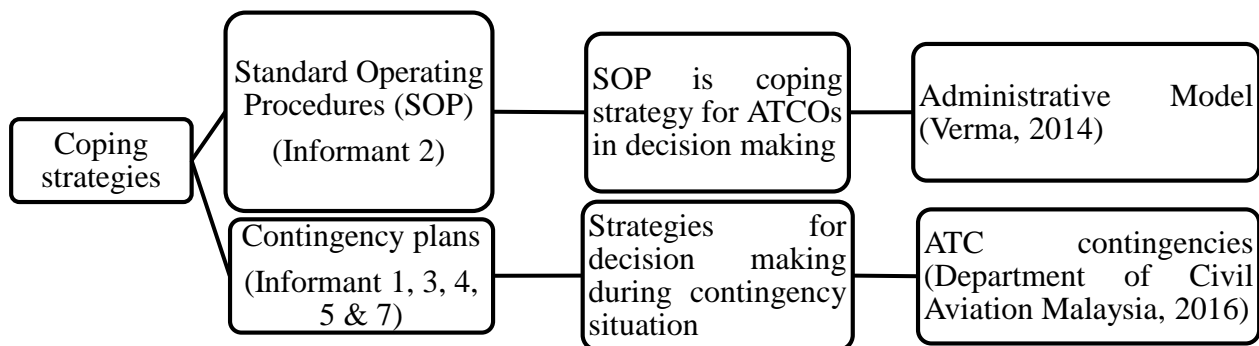 Coping
strategies
Standard Operating
Procedures (SOP)
(Informant 2)
SOP is coping
strategy for ATCOs
in decision making
Administrative Model
(Verma, 2014)
Contingency plans
(Informant 1, 3, 4,
5 & 7)
Strategies for
decision making
during contingency
situation
ATC contingencies
(Department of Civil
Aviation Malaysia, 2016)